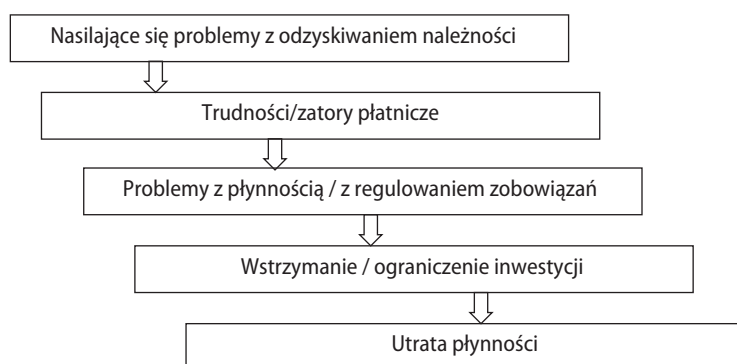 Nasilające się problemy z odzyskiwaniem należności
Trudności/zatory płatnicze
Problemy z płynnością / z regulowaniem zobowiązań
Wstrzymanie / ograniczenie inwestycji
Utrata płynności